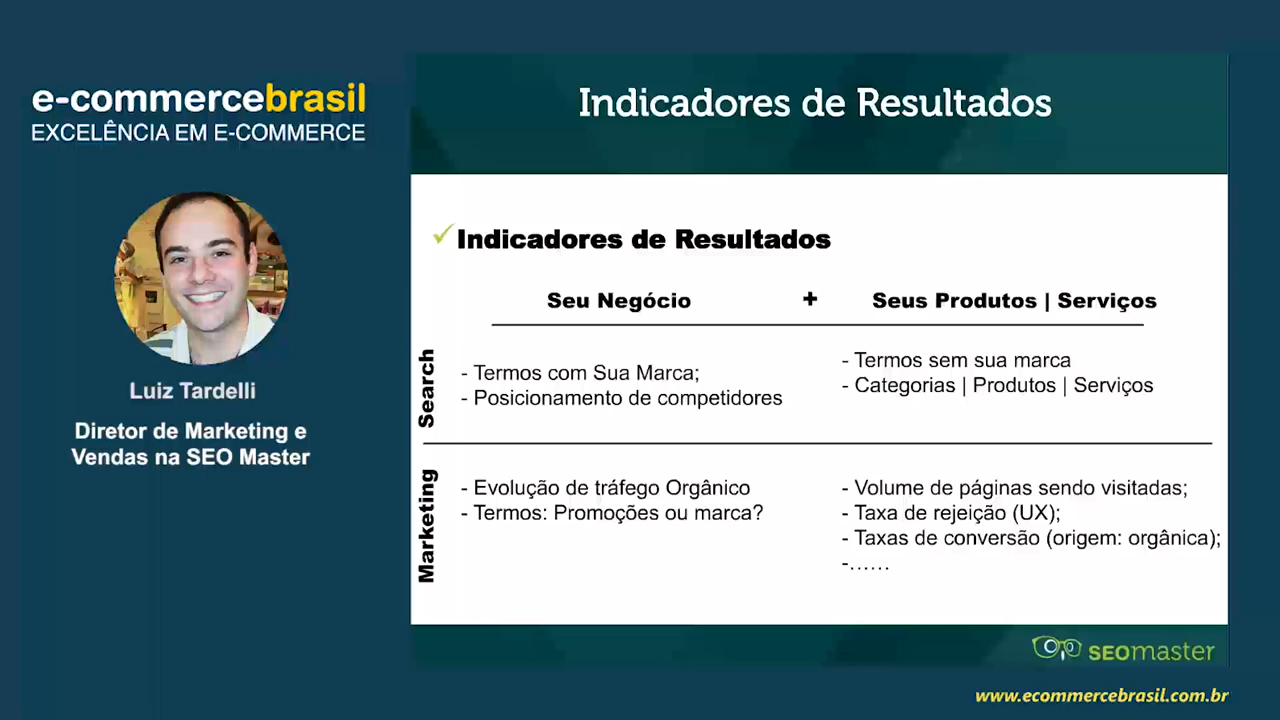 e-commercebrasil
EXCELÊNCIA EM E-COMMERCE
Luiz Tardelli
Diretor de Marketing e
Vendas na SEO Master
Indicadores de Resultados
Indicadores de Resultados
Seu Negócio + Seus Produtos | Serviços
Search
- Termos com Sua Marca;
- Posicionamento de competidores
- Termos sem sua marca
- Categorias | Produtos | Serviços
Marketing
- Evolução de tráfego Orgânico
- Termos: Promoções ou marca?
- Volume de páginas sendo visitadas;
- Taxa de rejeição (UX);
- Taxas de conversão (origem: orgânica);
-......
SEOmaster
www.ecommercebrasil.com.br